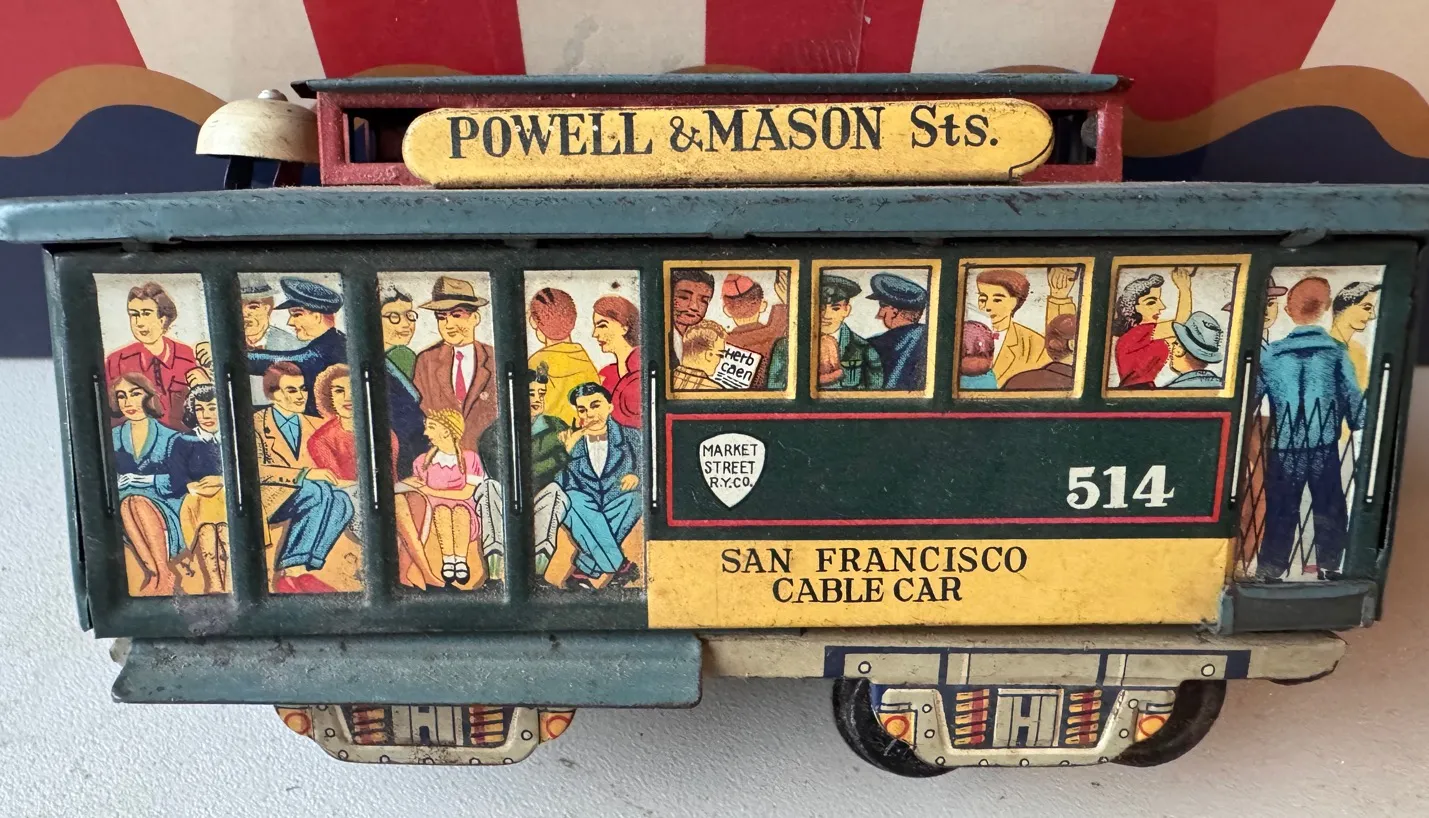 POWELL & MASON Sts.
Herb
Caen
MARKET
STREET
R.Y.CO.
514
SAN FRANCISCO
CABLE CAR